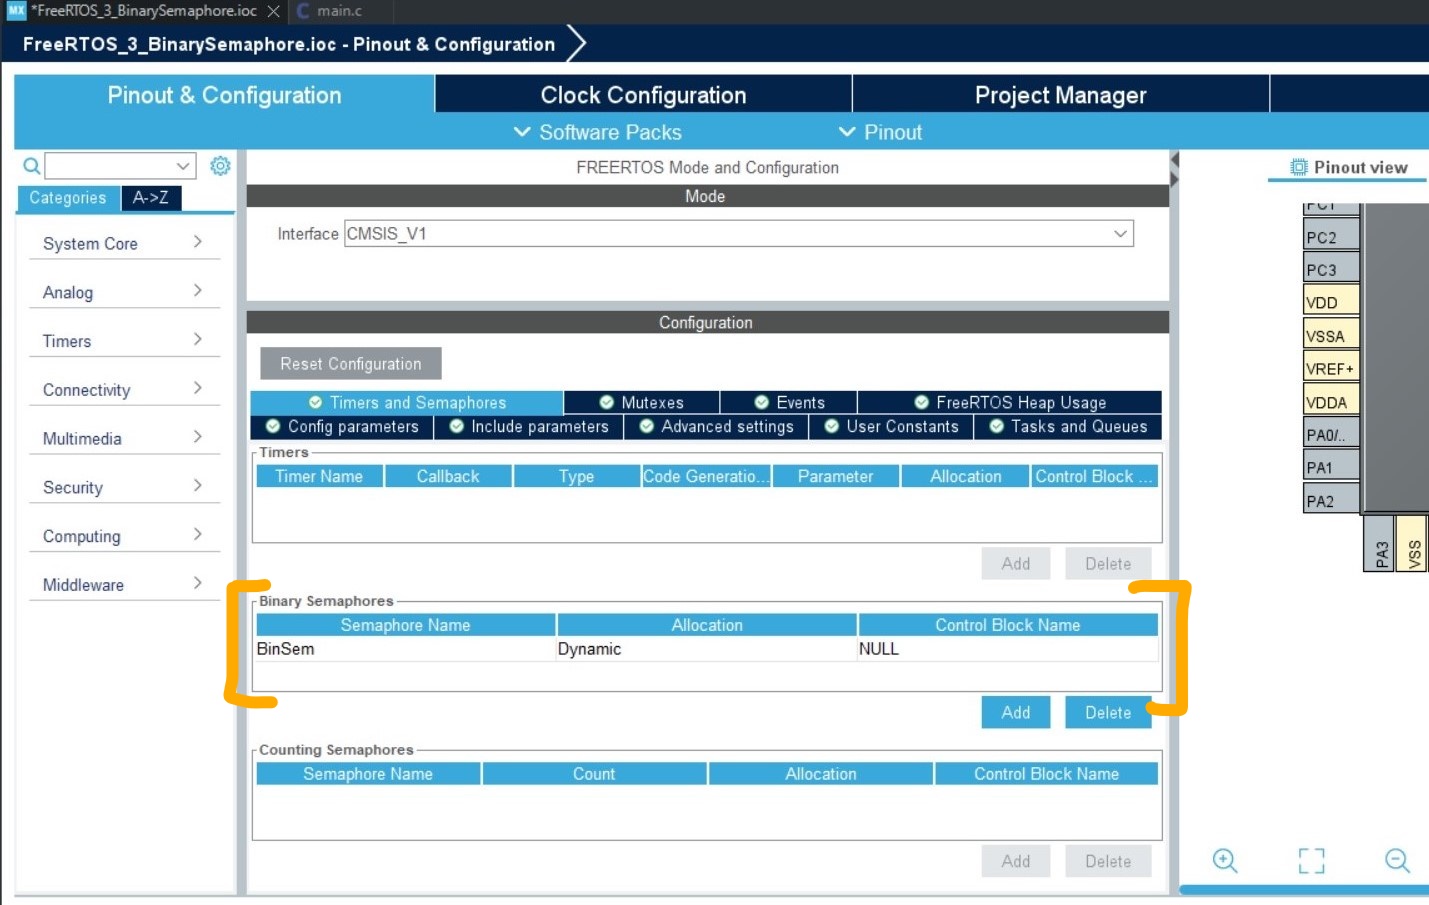 MX *FreeRTOS_3_BinarySemaphore.ioc
main.c
FreeRTOS_3_BinarySemaphore.ioc - Pinout & Configuration
Pinout & Configuration
Clock Configuration
Project Manager
Software Packs
Pinout
Categories
A->Z
System Core
Analog
Timers
Connectivity
Multimedia
Security
Computing
Middleware
FREERTOS Mode and Configuration
Mode
Interface CMSIS_V1
Configuration
Reset Configuration
Timers and Semaphores
Mutexes
Events
FreeRTOS Heap Usage
Config parameters
Include parameters
Advanced settings
User Constants
Tasks and Queues
Timers
Timer Name
Callback
Type
Code Generatio...
Parameter
Allocation
Control Block ...
Add
Delete
Binary Semaphores
Semaphore Name
Allocation
Control Block Name
BinSem
Dynamic
NULL
Add
Delete
Counting Semaphores
Semaphore Name
Count
Allocation
Control Block Name
Add
Delete
Pinout view
PC1
PC2
PC3
VDD
VSSA
VREF+
VDDA
PA0/..
PA1
PA2
PA3
VSS